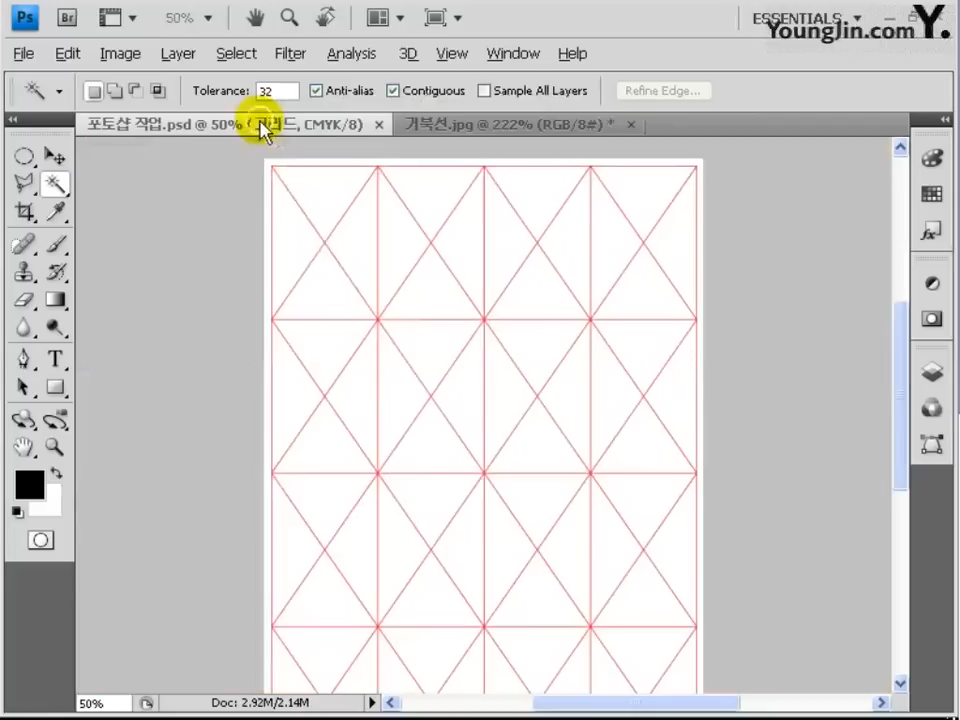 Ps Br 50% ESSENTIALS
YoungJin.com Y.
File Edit Image Layer Select Filter Analysis 3D View Window Help
Tolerance: 32 Anti-alias Contiguous Sample All Layers Refine Edge...
포토샵 작업.psd @ 50% (그리드, CMYK/8) × 거북선.jpg @ 222% (RGB/8#) * ×
T
50% Doc: 2.92M/2.14M